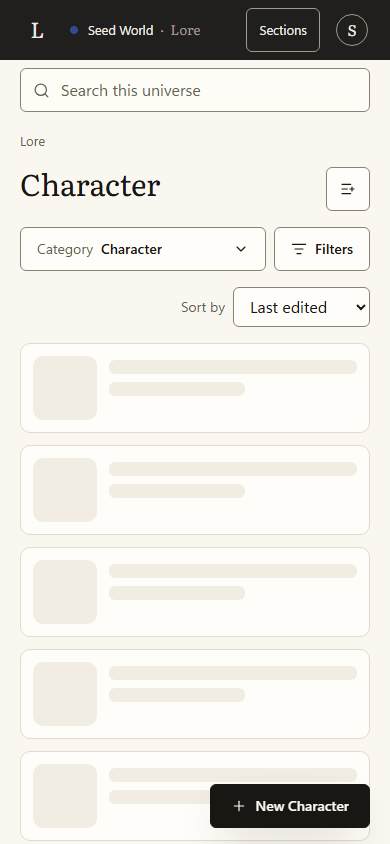 L
Seed World · Lore
Sections
S
Search this universe
Lore
Character
Category Character
Filters
Sort by
Last edited
New Character